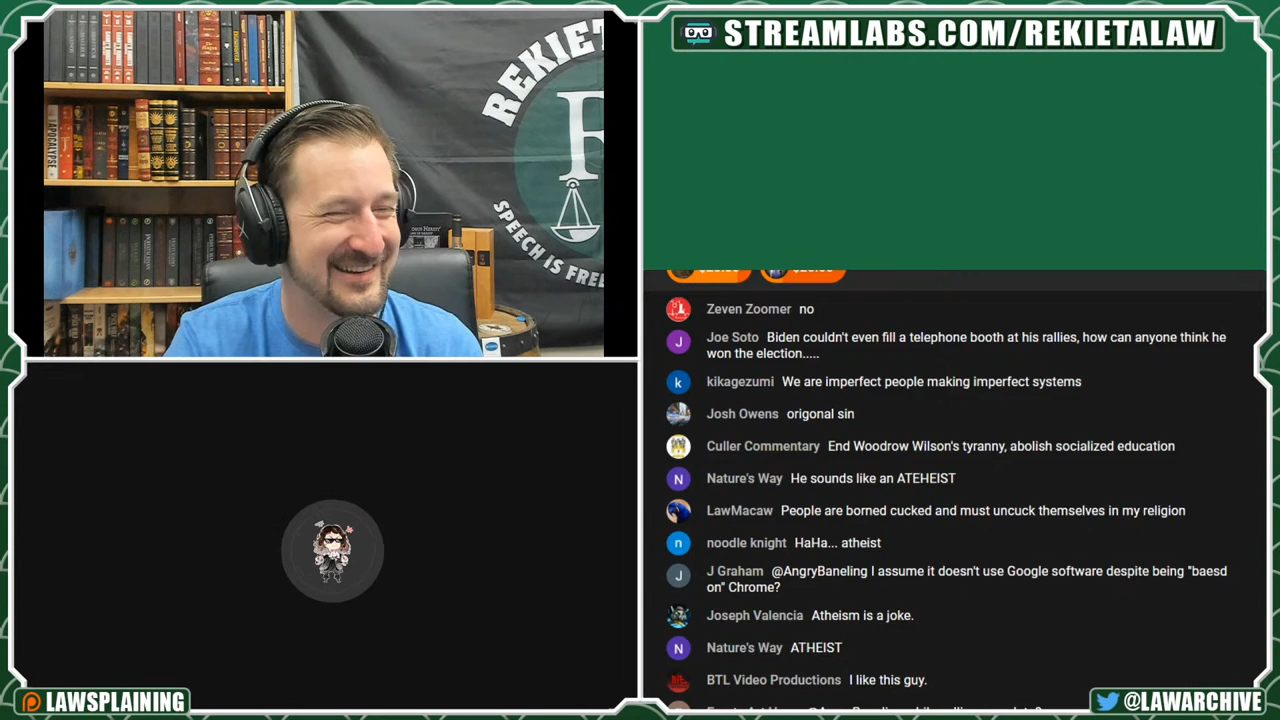 STREAMLABS.COM/REKIETALAW
REKIET
R
SPEECH IS FREE
APOCALYPSE
Zeven Zoomer no
Joe Soto Biden couldn't even fill a telephone booth at his rallies, how can anyone think he
won the election.....
kikagezumi We are imperfect people making imperfect systems
Josh Owens origonal sin
Culler Commentary End Woodrow Wilson's tyranny, abolish socialized education
N Nature's Way He sounds like an ATEHEIST
LawMacaw People are borned cucked and must uncuck themselves in my religion
n noodle knight HaHa... atheist
J J Graham @AngryBaneling I assume it doesn't use Google software despite being "baesd
on" Chrome?
Joseph Valencia Atheism is a joke.
N Nature's Way ATHEIST
BTL Video Productions I like this guy.
LAWSPLAINING
@LAWARCHIVE